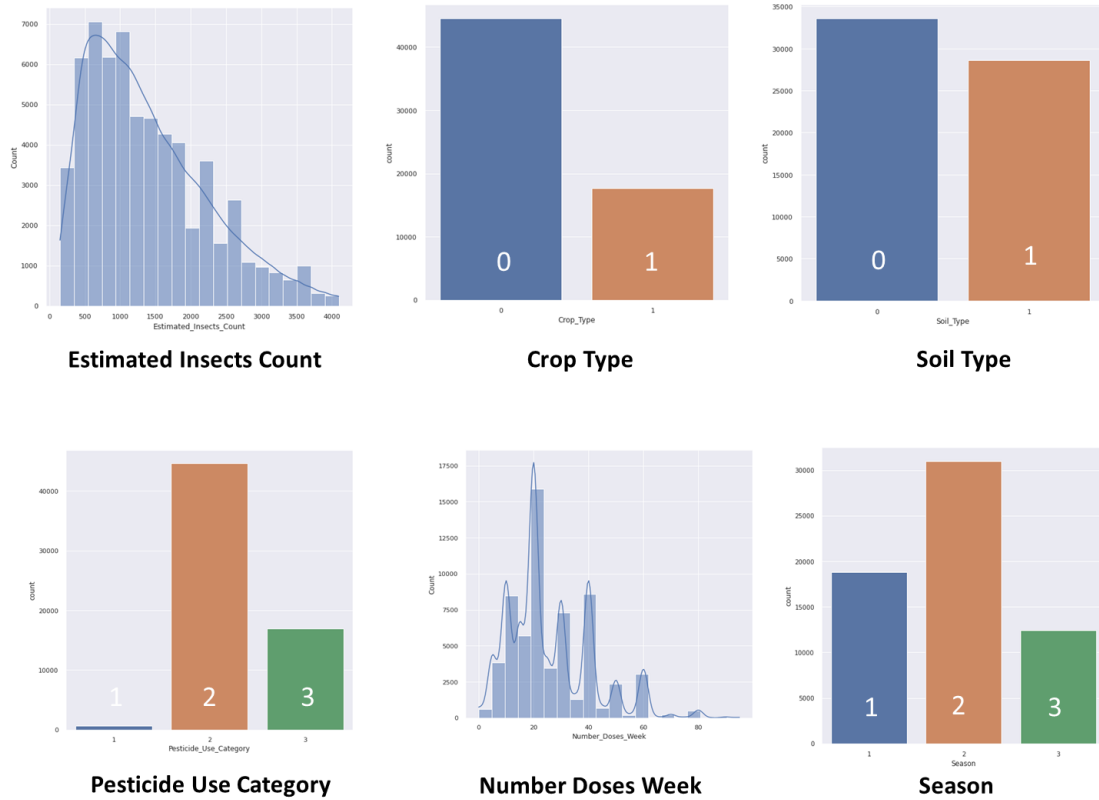 Count
7000
6000
5000
4000
3000
2000
1000
0
0 500 1000 1500 2000 2500 3000 3500 4000
Estimated_Insects_Count
Estimated Insects Count
count
40000
30000
20000
10000
0
0 1
0 1
Crop_Type
Crop Type
count
35000
30000
25000
20000
15000
10000
5000
0
0 1
0 1
Soil_Type
Soil Type
count
40000
30000
20000
10000
0
1 2 3
1 2 3
Pesticide_Use_Category
Pesticide Use Category
Count
17500
15000
12500
10000
7500
5000
2500
0
0 20 40 60 80
Number_Doses_Week
Number Doses Week
count
30000
25000
20000
15000
10000
5000
0
1 2 3
1 2 3
Season
Season